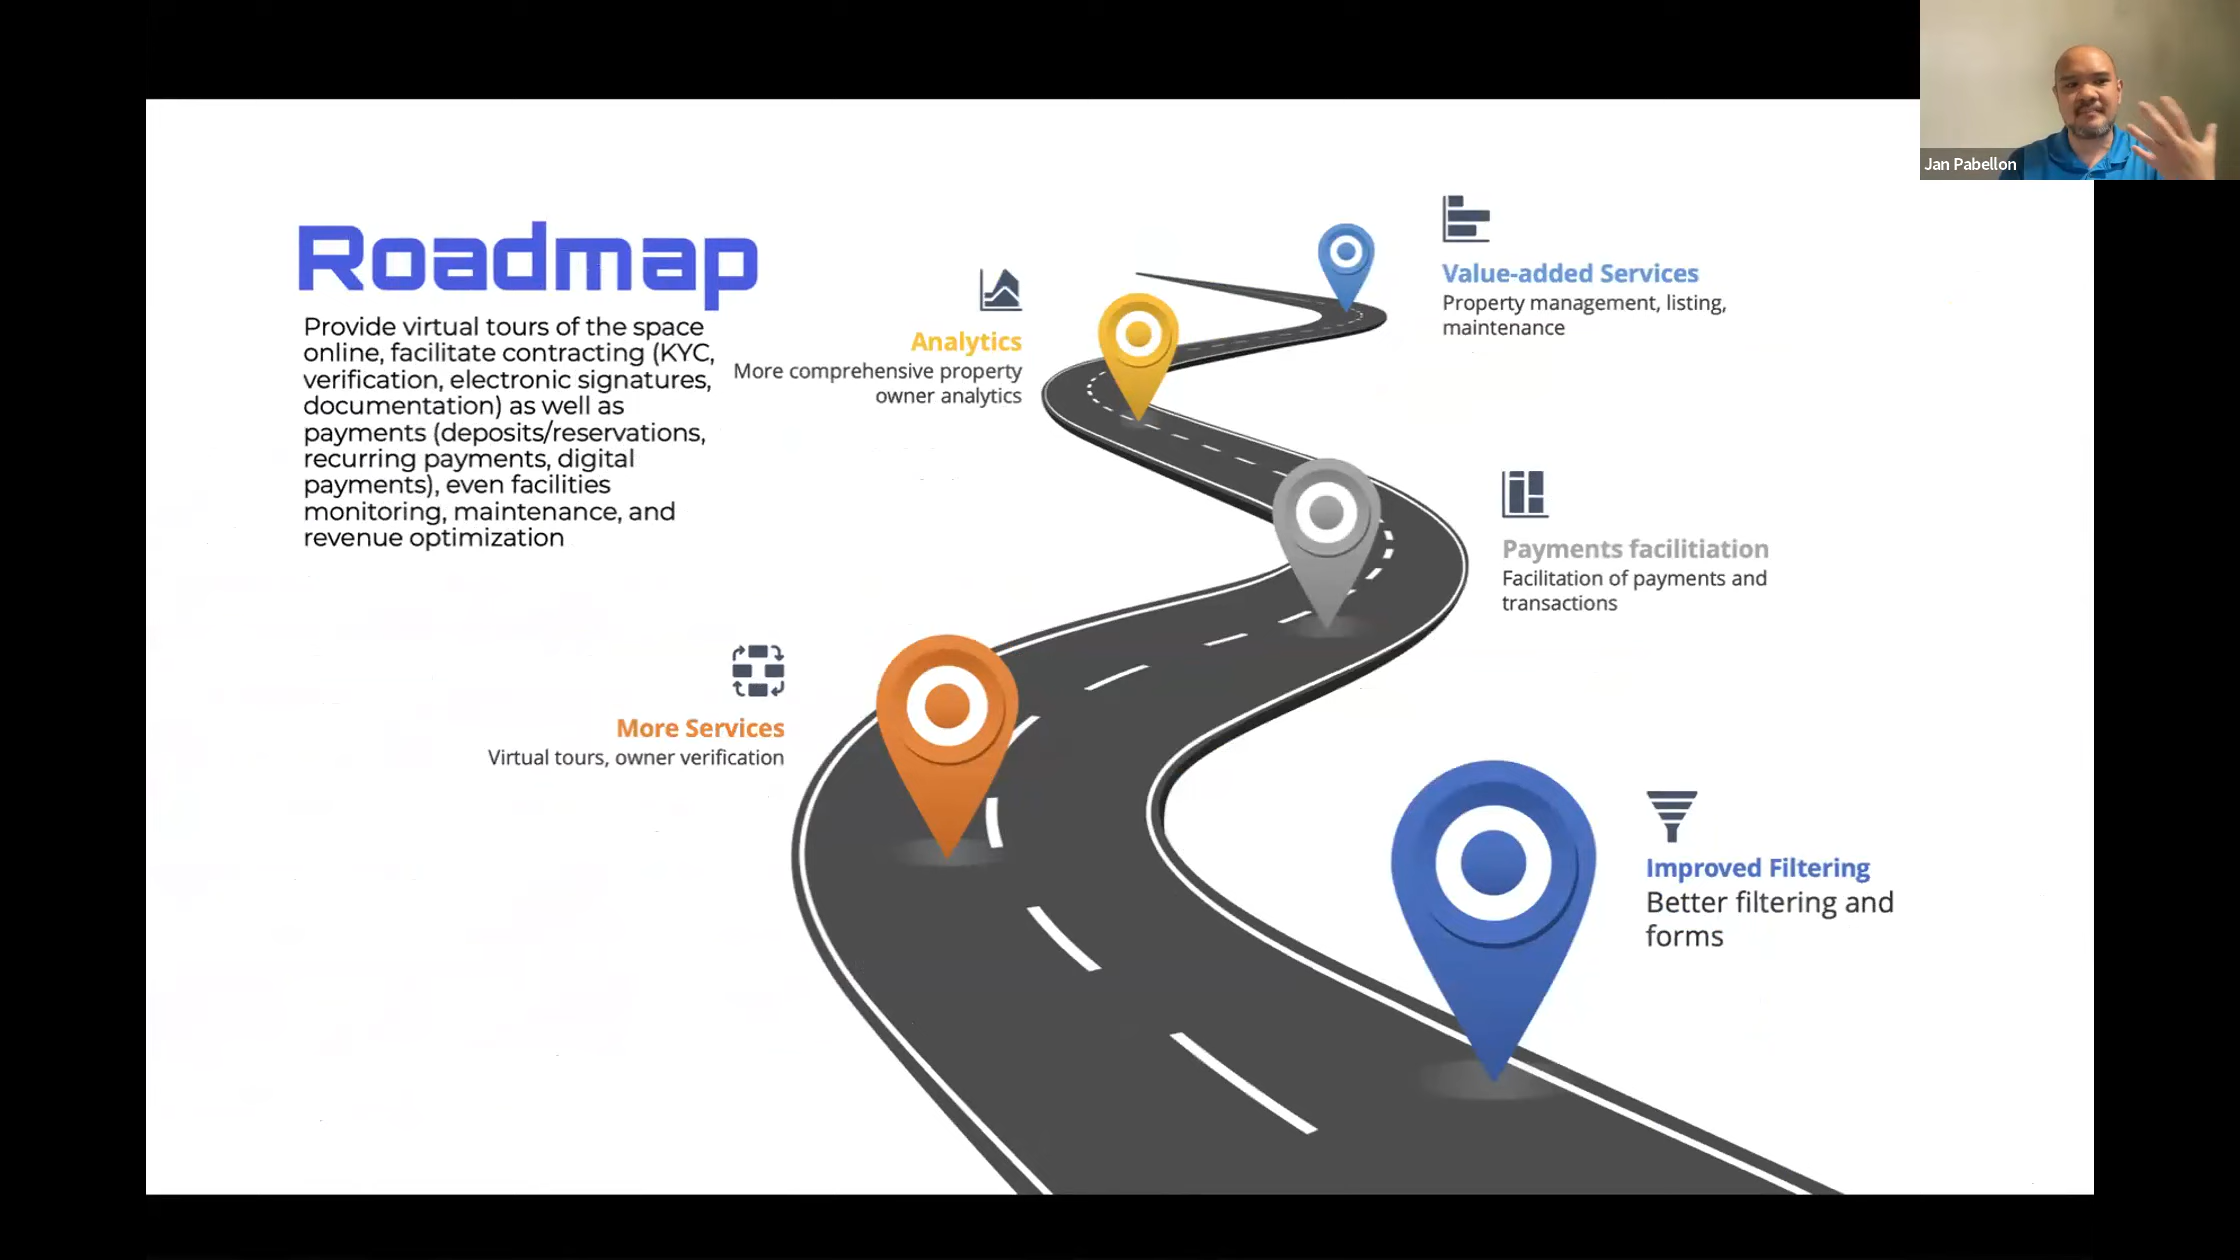 Jan Pabellon
Roadmap
Provide virtual tours of the space
online, facilitate contracting (KYC,
verification, electronic signatures,
documentation) as well as
payments (deposits/reservations,
recurring payments, digital
payments), even facilities
monitoring, maintenance, and
revenue optimization
Value-added Services
Property management, listing,
maintenance
Analytics
More comprehensive property
owner analytics
Payments facilitiation
Facilitation of payments and
transactions
More Services
Virtual tours, owner verification
Improved Filtering
Better filtering and
forms